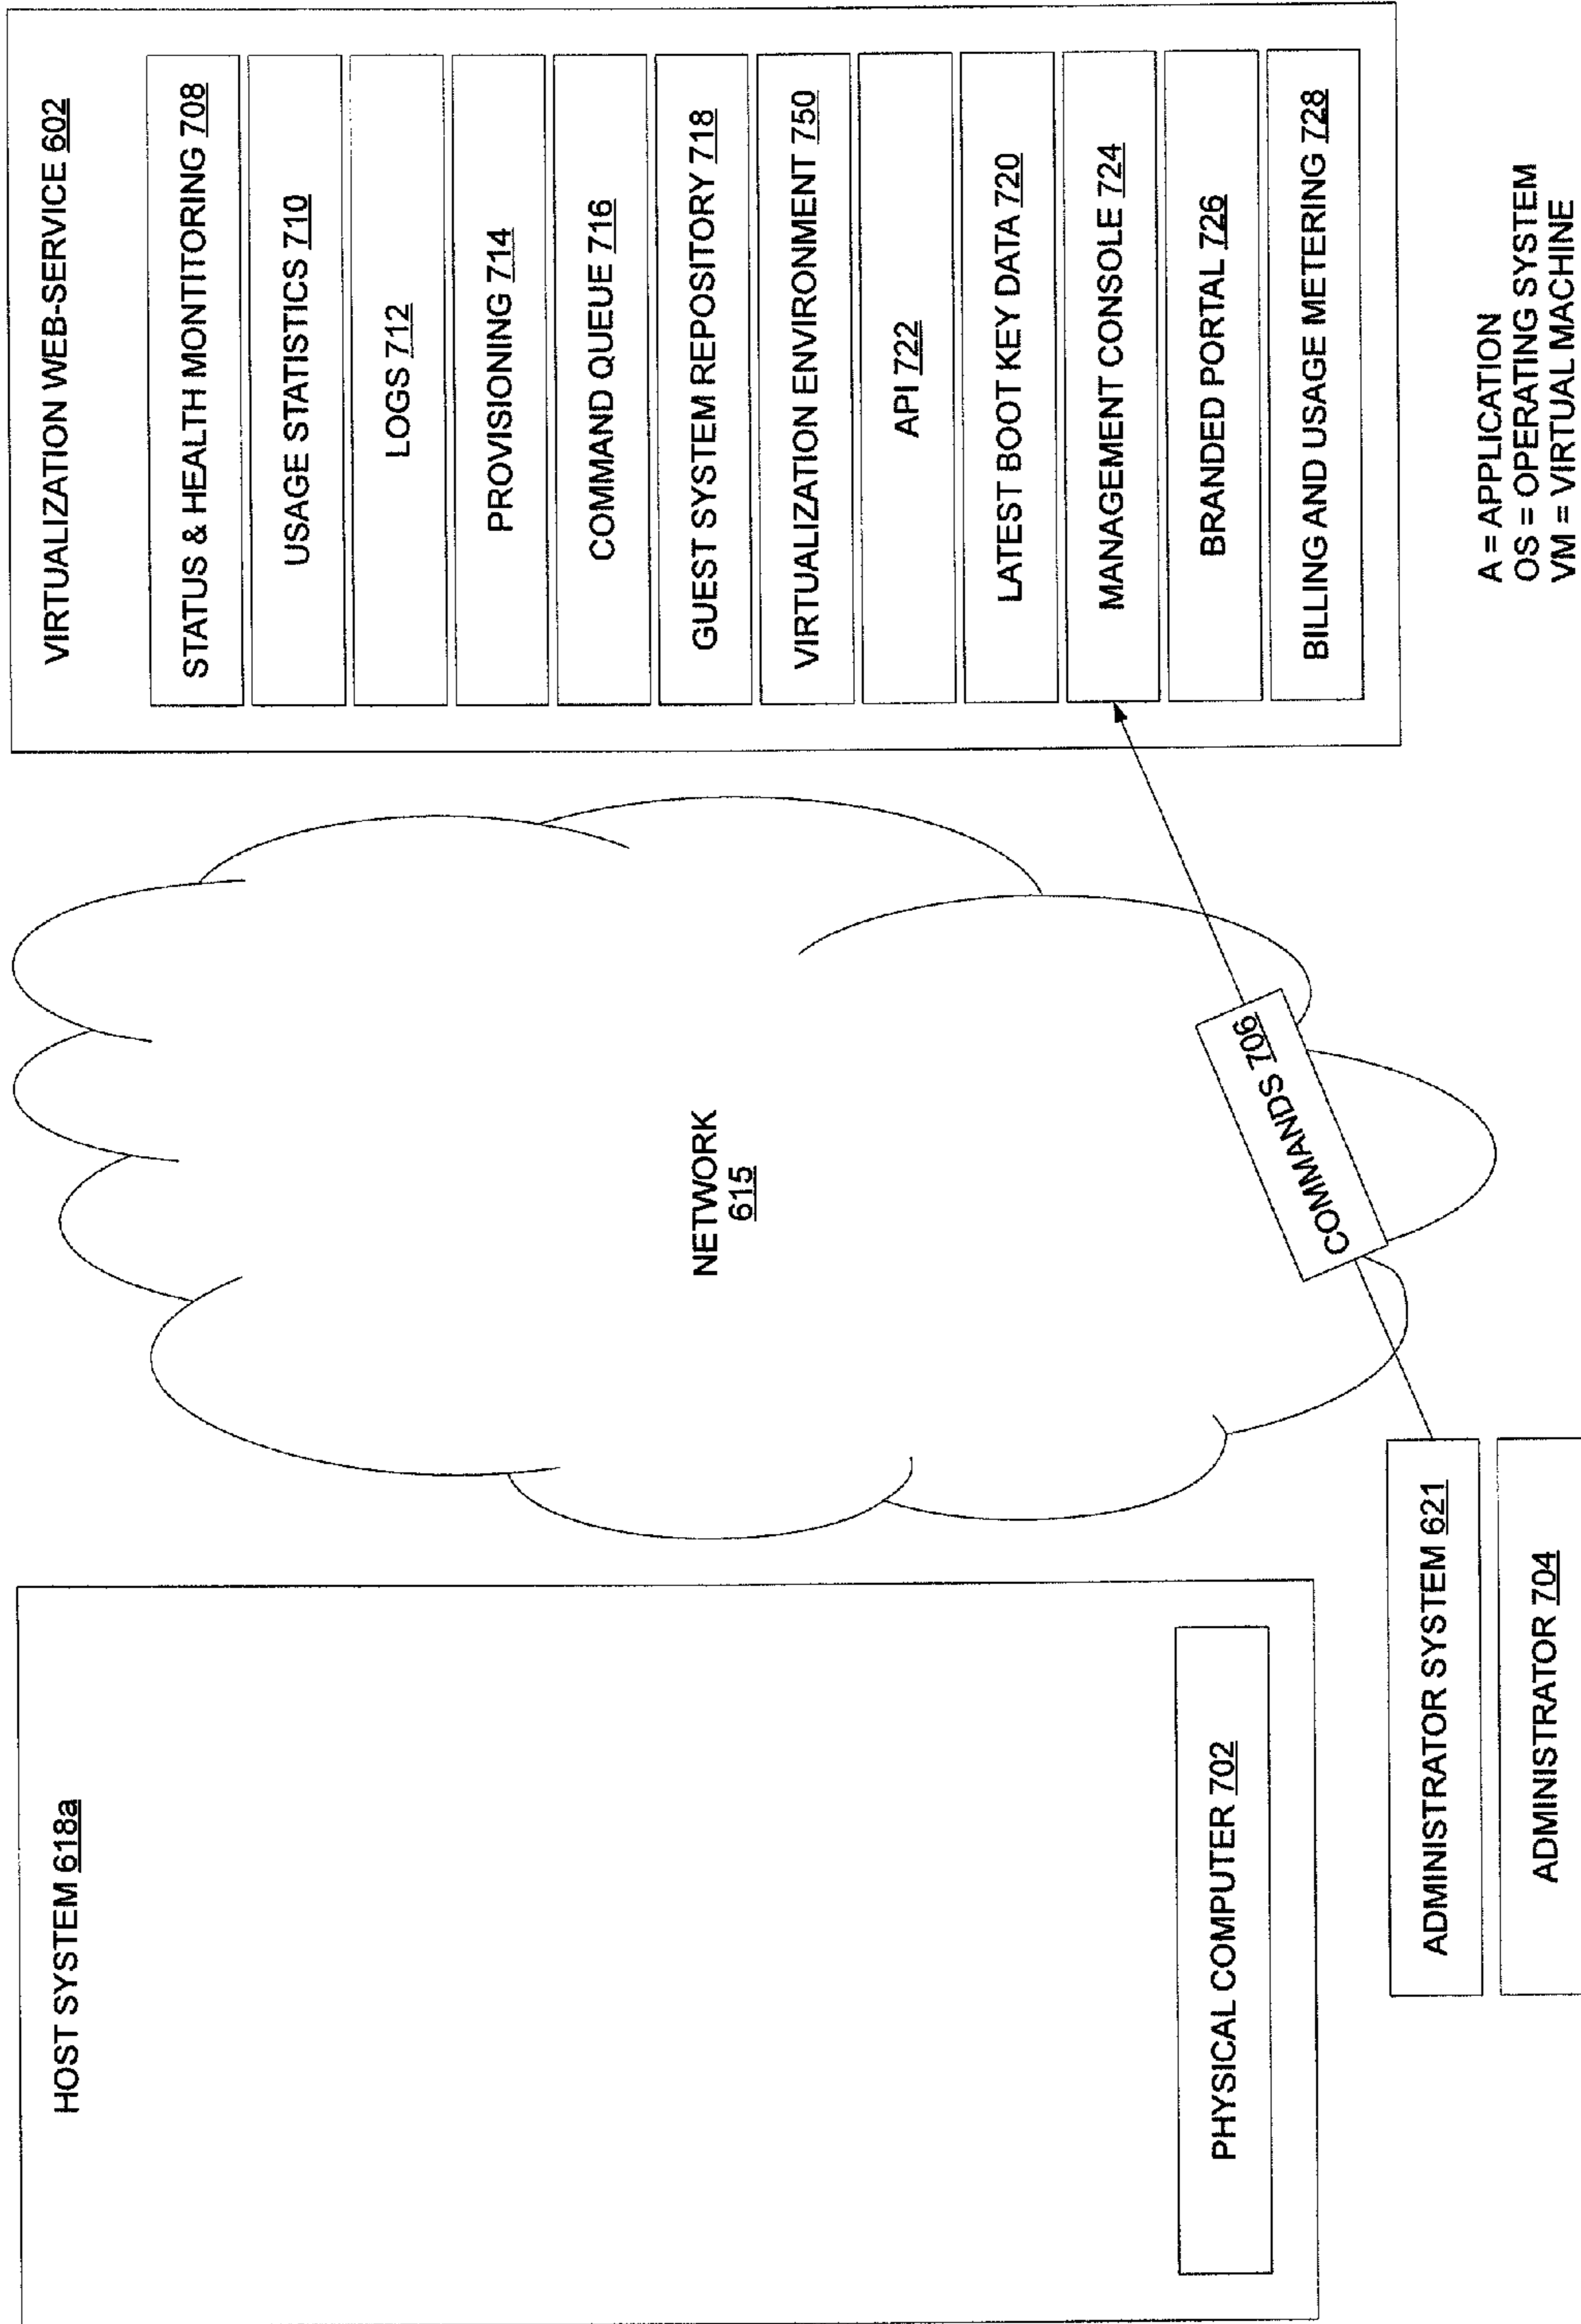 HOST SYSTEM 618a
PHYSICAL COMPUTER 702
ADMINISTRATOR SYSTEM 621
ADMINISTRATOR 704
NETWORK
615
COMMANDS 706
VIRTUALIZATION WEB-SERVICE 602
STATUS & HEALTH MONTITORING 708
USAGE STATISTICS 710
LOGS 712
PROVISIONING 714
COMMAND QUEUE 716
GUEST SYSTEM REPOSITORY 718
VIRTUALIZATION ENVIRONMENT 750
API 722
LATEST BOOT KEY DATA 720
MANAGEMENT CONSOLE 724
BRANDED PORTAL 726
BILLING AND USAGE METERING 728
A = APPLICATION
OS = OPERATING SYSTEM
VM = VIRTUAL MACHINE